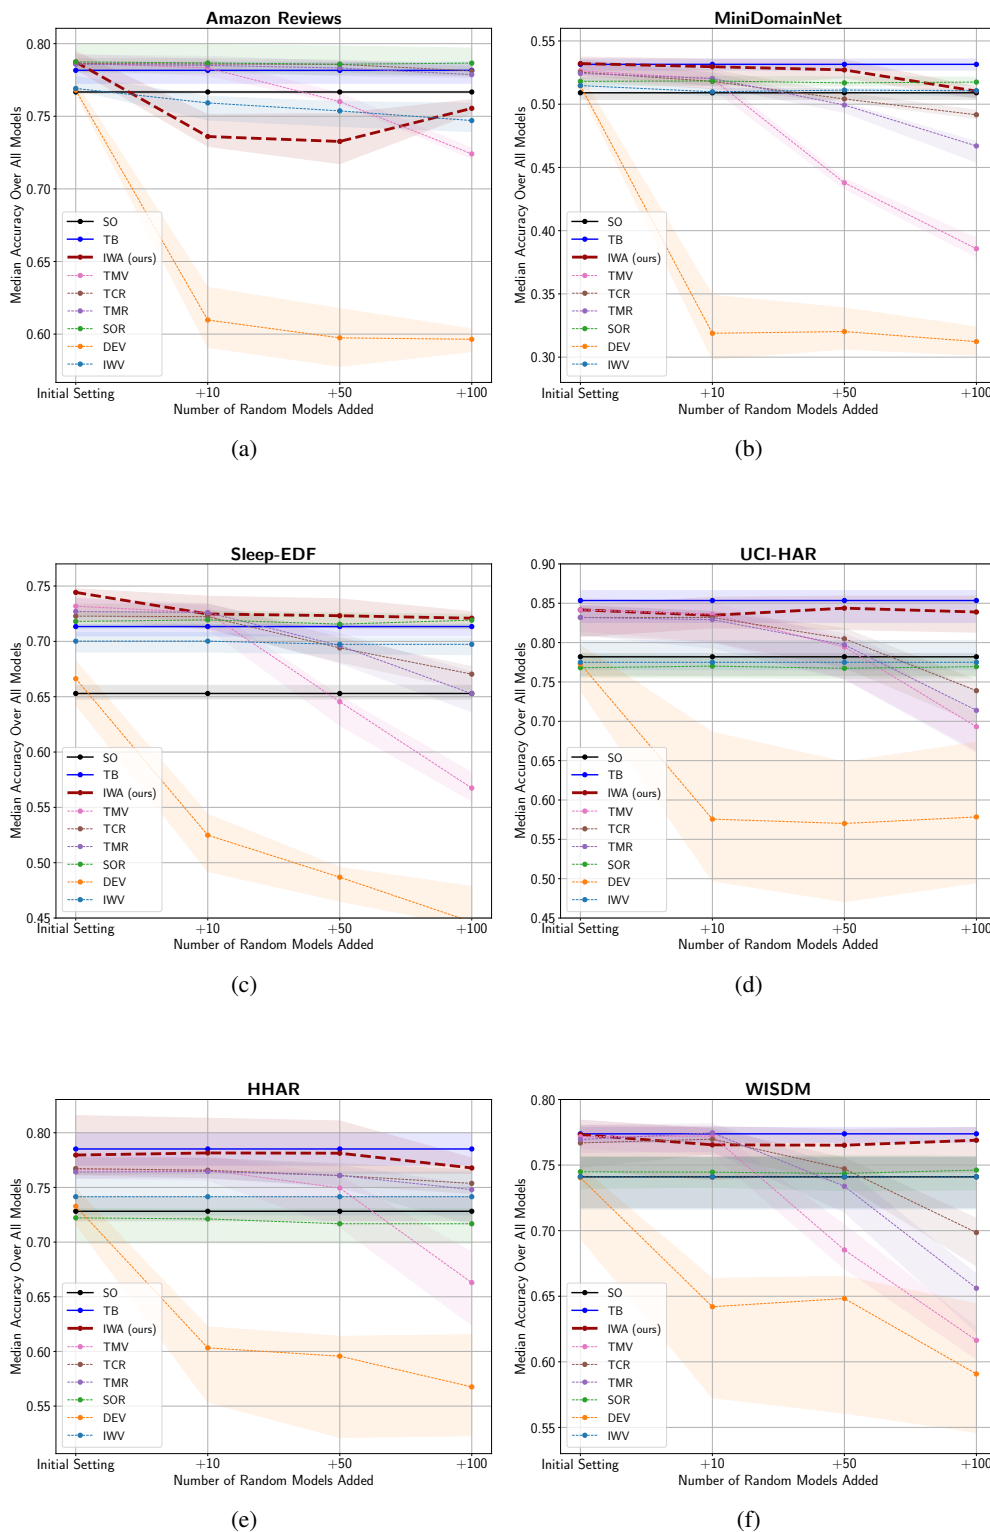 Amazon Reviews
Median Accuracy Over All Models
0.80
0.75
0.70
0.65
0.60
SO
TB
IWA (ours)
TMV
TCR
TMR
SOR
DEV
IWV
Initial Setting
+10
+50
+100
Number of Random Models Added
(a)
MiniDomainNet
Median Accuracy Over All Models
0.55
0.50
0.45
0.40
0.35
0.30
SO
TB
IWA (ours)
TMV
TCR
TMR
SOR
DEV
IWV
Initial Setting
+10
+50
+100
Number of Random Models Added
(b)
Sleep-EDF
Median Accuracy Over All Models
0.75
0.70
0.65
0.60
0.55
0.50
0.45
SO
TB
IWA (ours)
TMV
TCR
TMR
SOR
DEV
IWV
Initial Setting
+10
+50
+100
Number of Random Models Added
(c)
UCI-HAR
Median Accuracy Over All Models
0.90
0.85
0.80
0.75
0.70
0.65
0.60
0.55
0.50
0.45
SO
TB
IWA (ours)
TMV
TCR
TMR
SOR
DEV
IWV
Initial Setting
+10
+50
+100
Number of Random Models Added
(d)
HHAR
Median Accuracy Over All Models
0.80
0.75
0.70
0.65
0.60
0.55
SO
TB
IWA (ours)
TMV
TCR
TMR
SOR
DEV
IWV
Initial Setting
+10
+50
+100
Number of Random Models Added
(e)
WISDM
Median Accuracy Over All Models
0.80
0.75
0.70
0.65
0.60
0.55
SO
TB
IWA (ours)
TMV
TCR
TMR
SOR
DEV
IWV
Initial Setting
+10
+50
+100
Number of Random Models Added
(f)